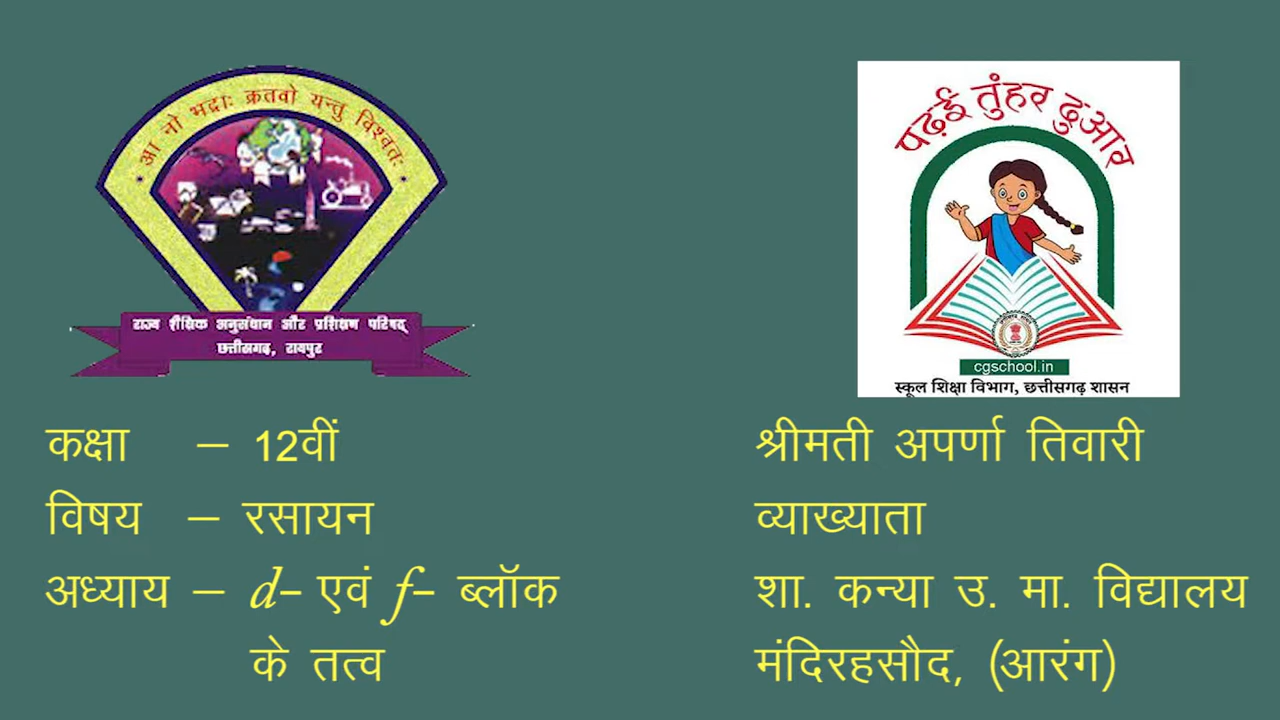 आ नो भद्राः क्रतवो यन्तु विश्वतः
राज्य शैक्षिक अनुसंधान और प्रशिक्षण परिषद्
छत्तीसगढ़, रायपुर
पढ़ई तुंहर दुआर
cgschool.in
स्कूल शिक्षा विभाग, छत्तीसगढ़ शासन
कक्षा – 12वीं
विषय – रसायन
अध्याय – d- एवं f- ब्लॉक
के तत्व
श्रीमती अपर्णा तिवारी
व्याख्याता
शा. कन्या उ. मा. विद्यालय
मंदिरहसौद, (आरंग)